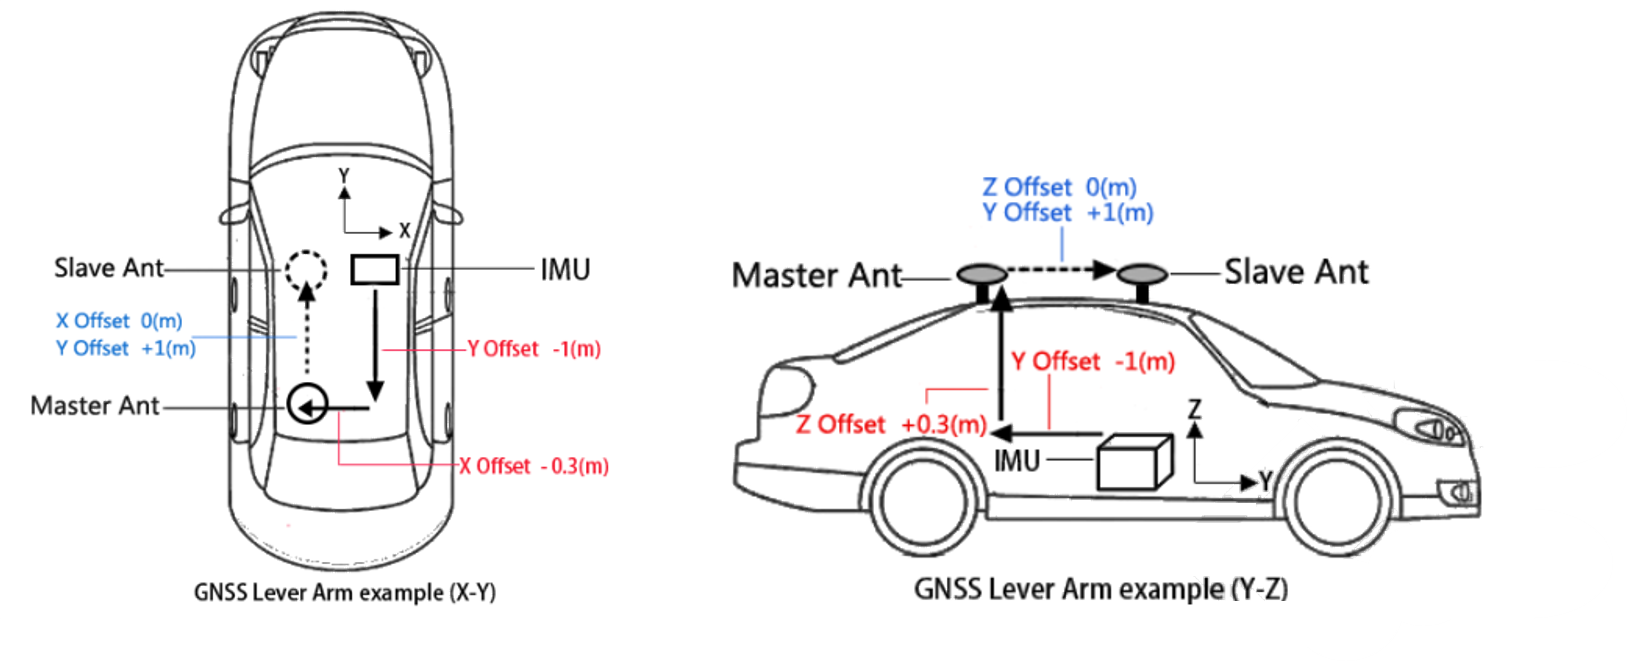 Y
X
Slave Ant
IMU
X Offset 0(m)
Y Offset +1(m)
Y Offset -1(m)
Master Ant
X Offset -0.3(m)
GNSS Lever Arm example (X-Y)
Z Offset 0(m)
Y Offset +1(m)
Master Ant
Slave Ant
Y Offset -1(m)
Z Offset +0.3(m)
Z
IMU
Y
GNSS Lever Arm example (Y-Z)